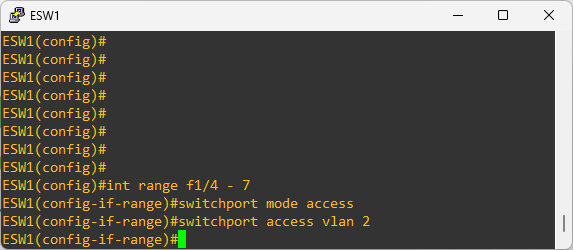 ESW1
ESW1(config)#
ESW1(config)#
ESW1(config)#
ESW1(config)#
ESW1(config)#
ESW1(config)#
ESW1(config)#
ESW1(config)#
ESW1(config)#int range f1/4 - 7
ESW1(config-if-range)#switchport mode access
ESW1(config-if-range)#switchport access vlan 2
ESW1(config-if-range)#